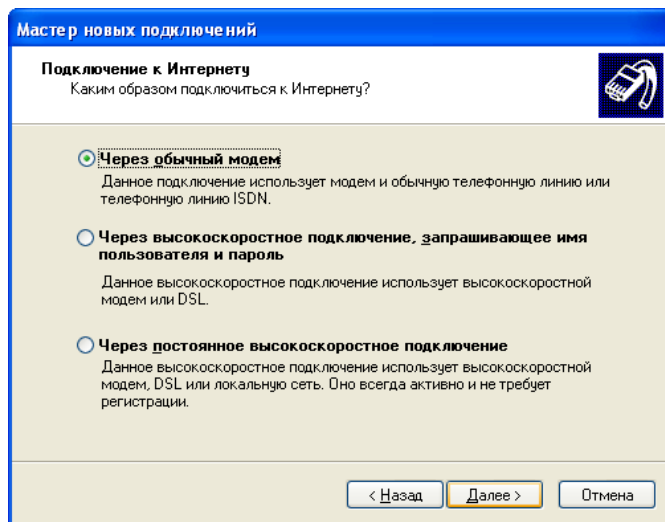 Мастер новых подключений
Подключение к Интернету
Каким образом подключиться к Интернету?
Через обычный модем
Данное подключение использует модем и обычную телефонную линию или
телефонную линию ISDN.
Через высокоскоростное подключение, запрашивающее имя
пользователя и пароль
Данное высокоскоростное подключение использует высокоскоростной
модем или DSL.
Через постоянное высокоскоростное подключение
Данное высокоскоростное подключение использует высокоскоростной
модем, DSL или локальную сеть. Оно всегда активно и не требует
регистрации.
< Назад Далее > Отмена